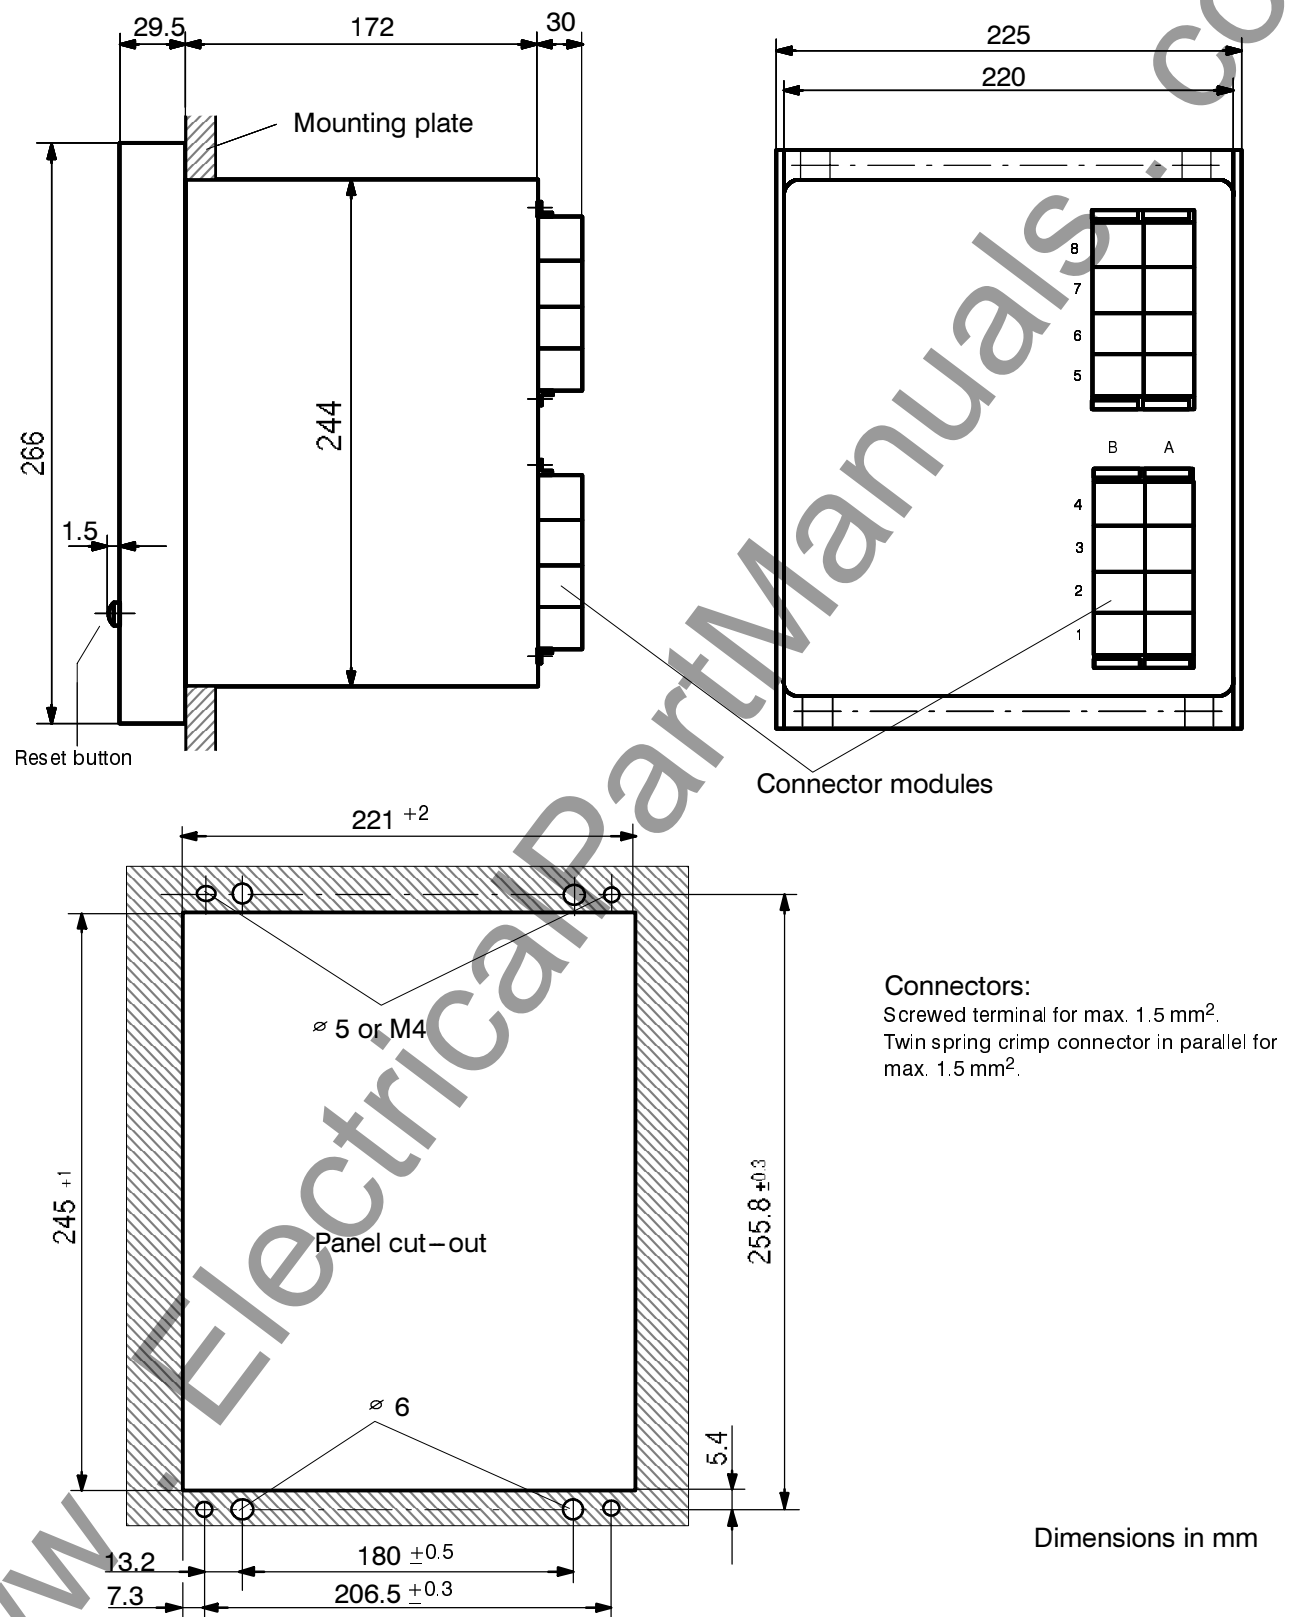 29.5
172
30
225
220
Mounting plate
266
244
1.5
Reset button
8
7
6
5
B A
4
3
2
1
Connector modules
221 +2
⌀ 5 or M4
Connectors:
Screwed terminal for max. 1.5 mm2.
Twin spring crimp connector in parallel for
max. 1.5 mm2.
245 +1
255.8 ±0.3
Panel cut–out
⌀ 6
5.4
Dimensions in mm
13.2
180 ±0.5
7.3
206.5 ±0.3
w . ElectricalPartManuals . co